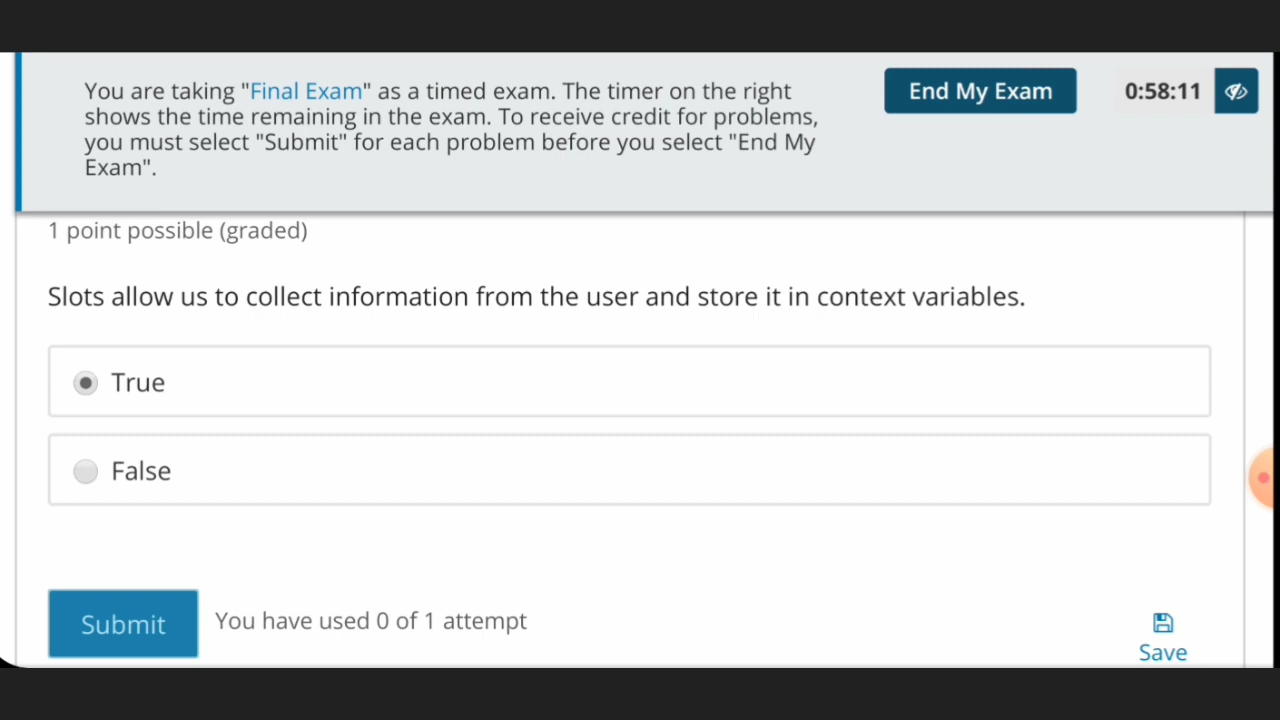 You are taking "Final Exam" as a timed exam. The timer on the right
shows the time remaining in the exam. To receive credit for problems,
you must select "Submit" for each problem before you select "End My
Exam".
End My Exam
0:58:11
1 point possible (graded)
Slots allow us to collect information from the user and store it in context variables.
True
False
Submit
You have used 0 of 1 attempt
Save